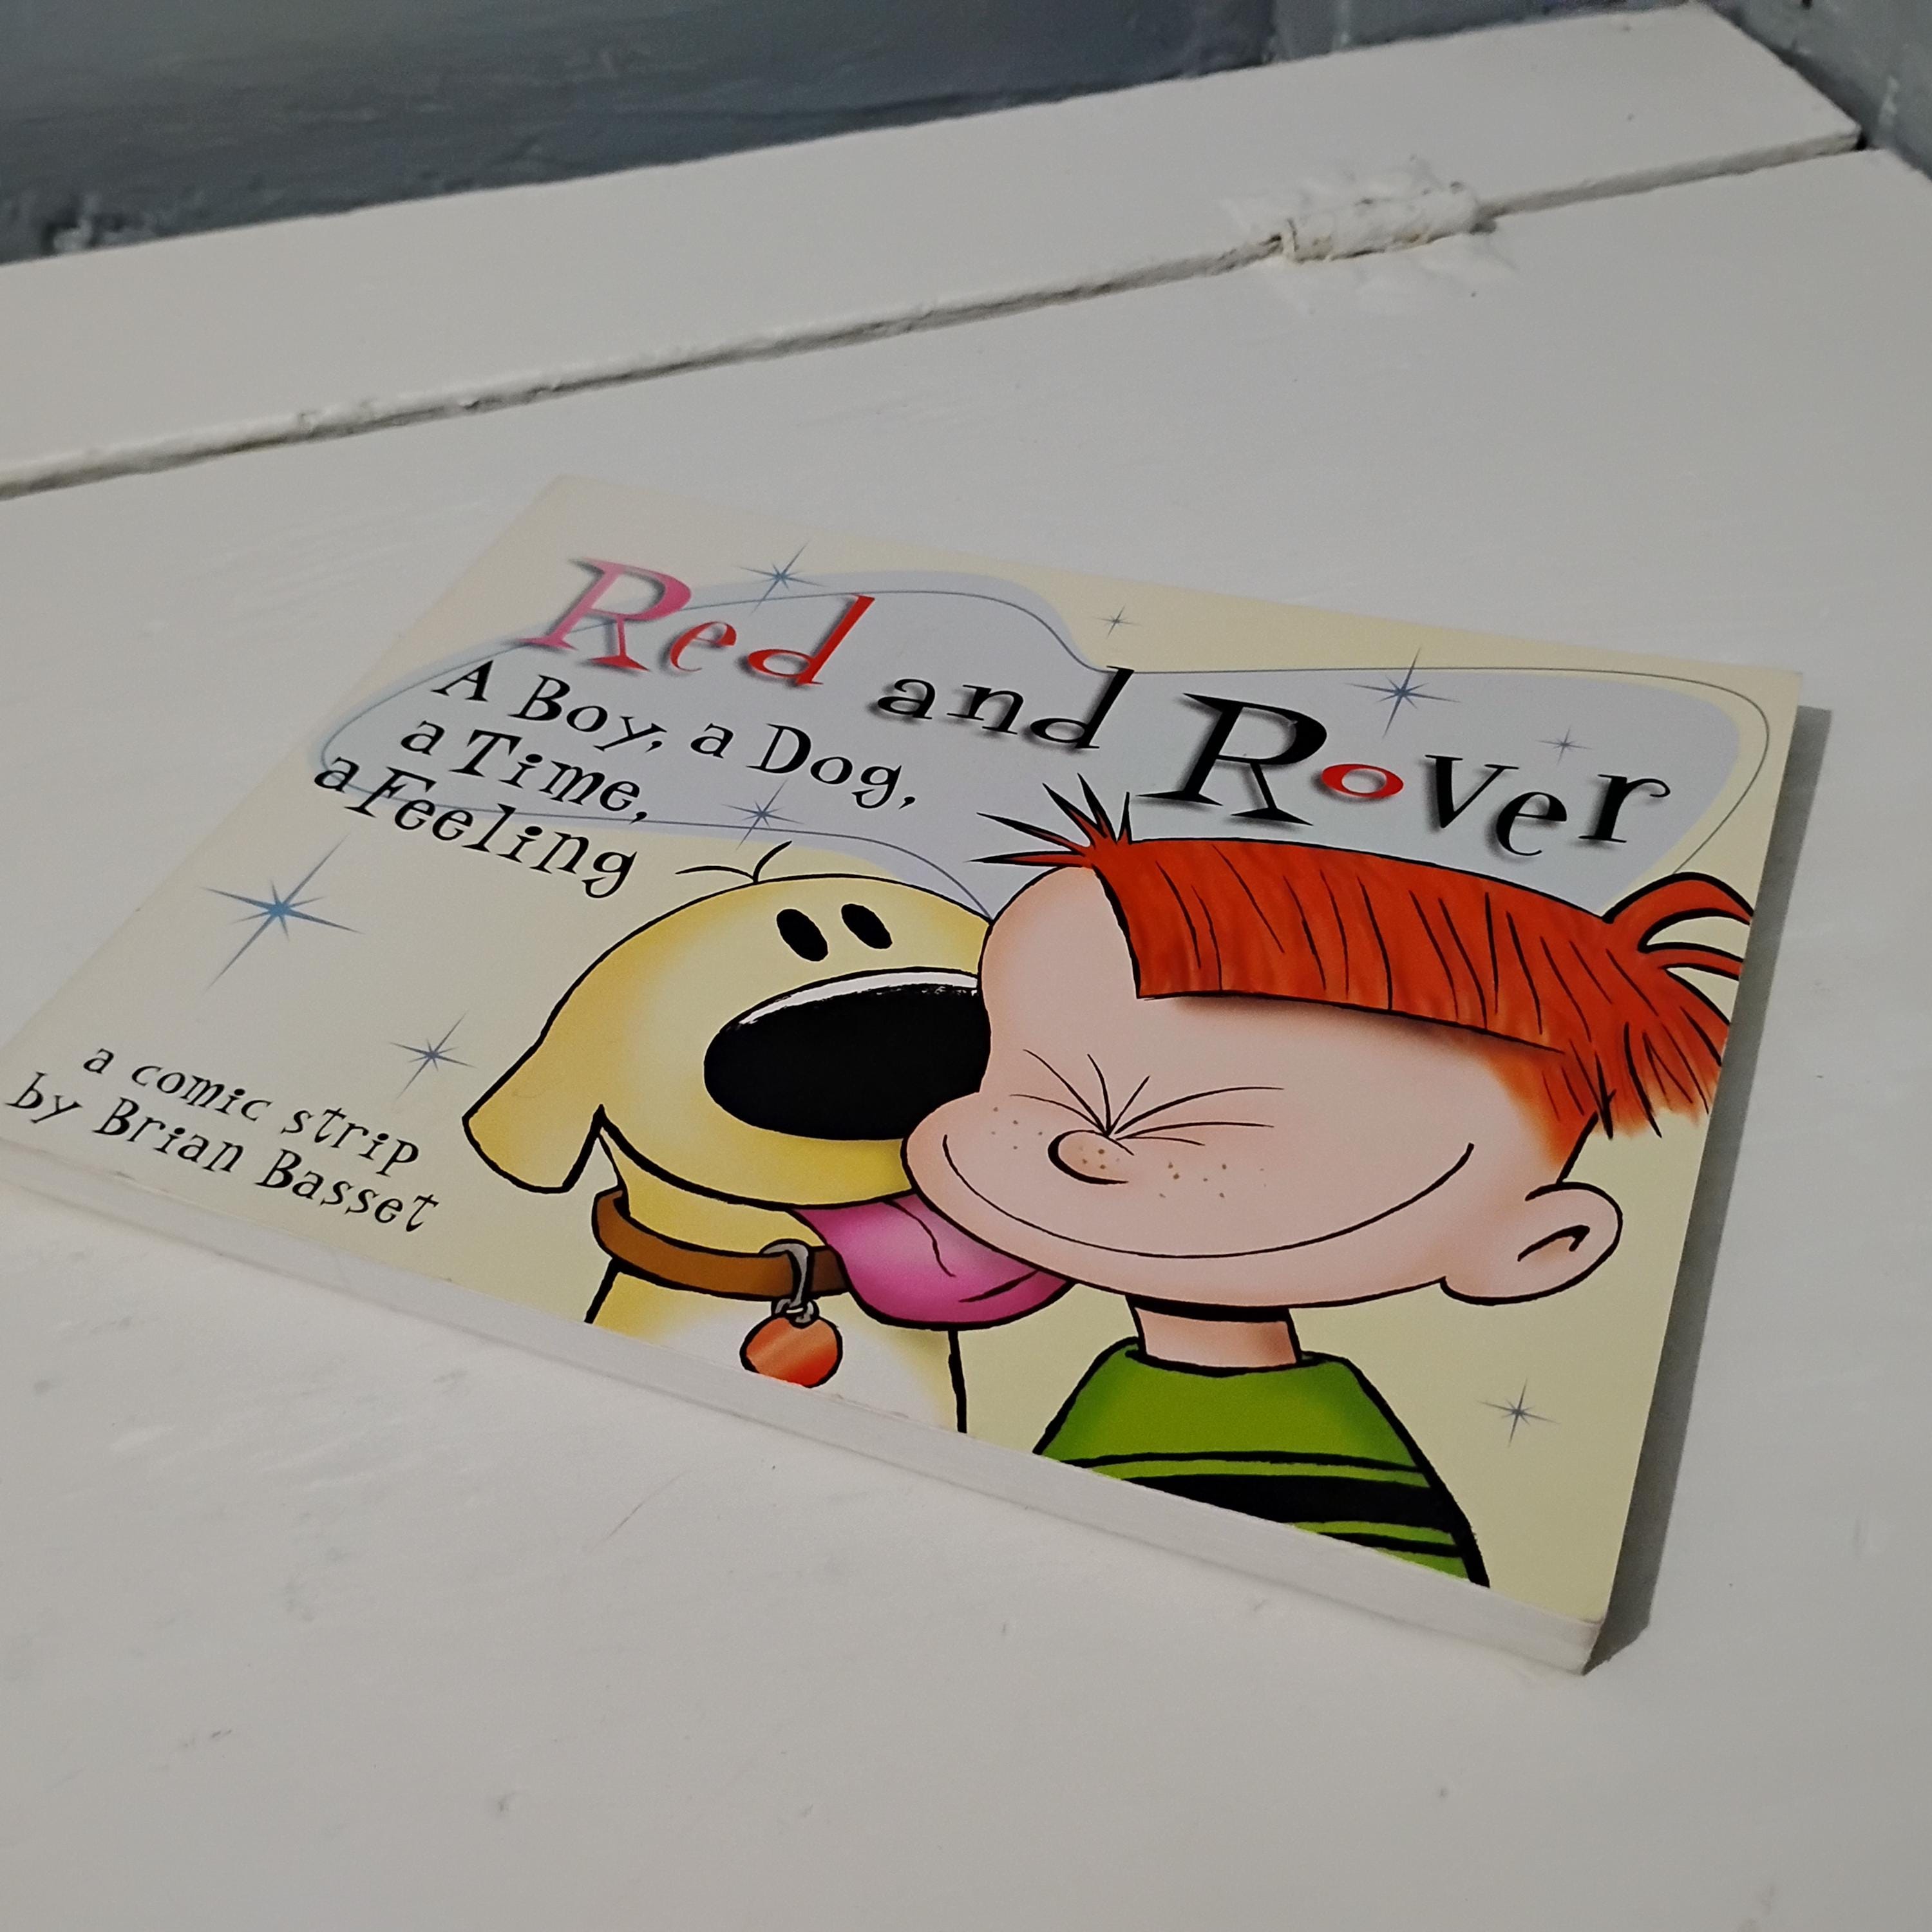 Red and Rover
A Boy, a Dog,
a Time,
a Feeling
a comic strip
by Brian Basset